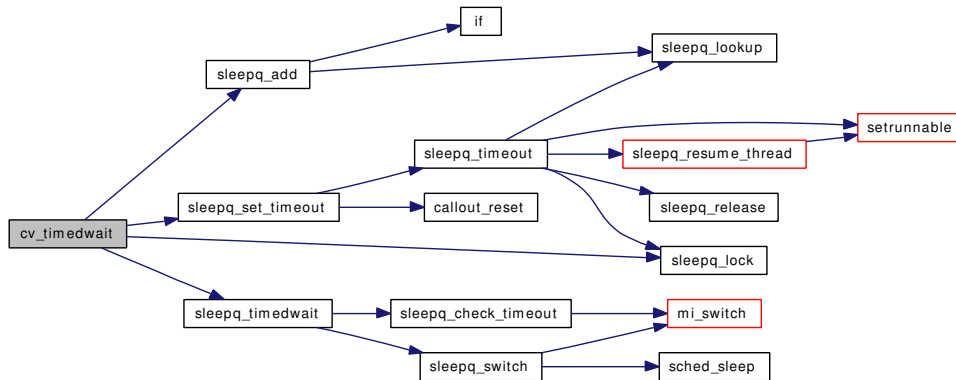 if
sleepq_lookup
sleepq_add
setrunnable
sleepq_timeout
sleepq_resume_thread
sleepq_set_timeout
callout_reset
sleepq_release
cv_timedwait
sleepq_lock
sleepq_timedwait
sleepq_check_timeout
mi_switch
sleepq_switch
sched_sleep